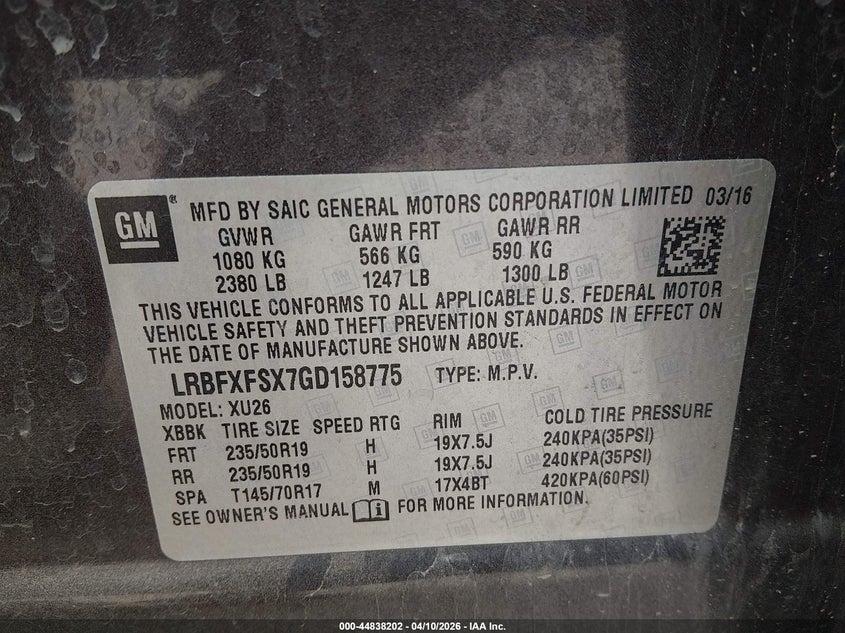 GM ® MFD BY SAIC GENERAL MOTORS CORPORATION LIMITED 03/16
GVWR GAWR FRT GAWR RR
1080 KG 566 KG 590 KG
2380 LB 1247 LB 1300 LB
THIS VEHICLE CONFORMS TO ALL APPLICABLE U.S. FEDERAL MOTOR
VEHICLE SAFETY AND THEFT PREVENTION STANDARDS IN EFFECT ON
THE DATE OF MANUFACTURE SHOWN ABOVE.
LRBFXFSX7GD158775 TYPE: M.P.V.
MODEL: XU26
XBBK TIRE SIZE SPEED RTG RIM COLD TIRE PRESSURE
FRT 235/50R19 H 19X7.5J 240KPA(35PSI)
RR 235/50R19 H 19X7.5J 240KPA(35PSI)
SPA T145/70R17 M 17X4BT 420KPA(60PSI)
SEE OWNER'S MANUAL FOR MORE INFORMATION.
000-44838202 - 04/10/2026 - IAA Inc.